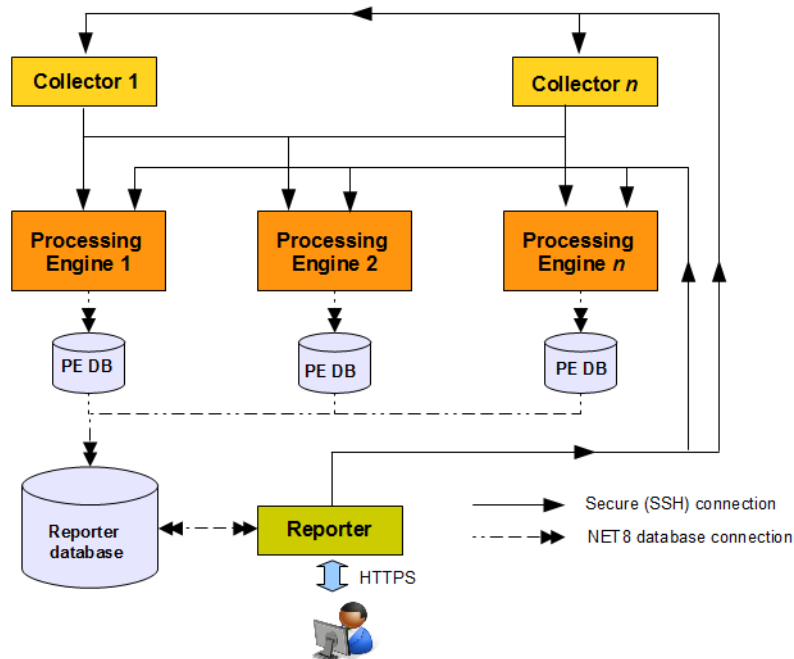 Collector 1
Collector n
Processing
Engine 1
Processing
Engine 2
Processing
Engine n
PE DB
PE DB
PE DB
Reporter
database
Reporter
HTTPS
Secure (SSH) connection
NET8 database connection